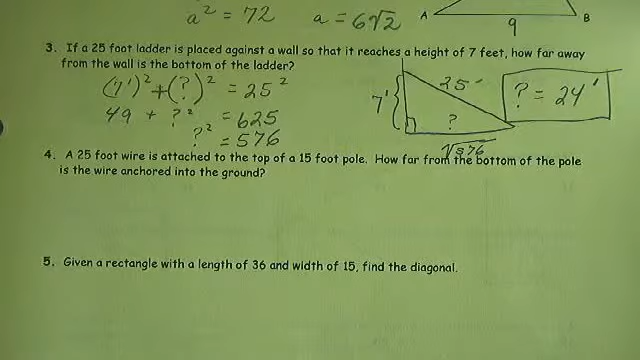 a² = 72 a = 6√2 A B
9
3. If a 25 foot ladder is placed against a wall so that it reaches a height of 7 feet, how far away
from the wall is the bottom of the ladder?
(7')² + (?)² = 25²
49 + ?² = 625
?² = 576
7' 25' ?
√576
? = 24'
4. A 25 foot wire is attached to the top of a 15 foot pole. How far from the bottom of the pole
is the wire anchored into the ground?
5. Given a rectangle with a length of 36 and width of 15, find the diagonal.